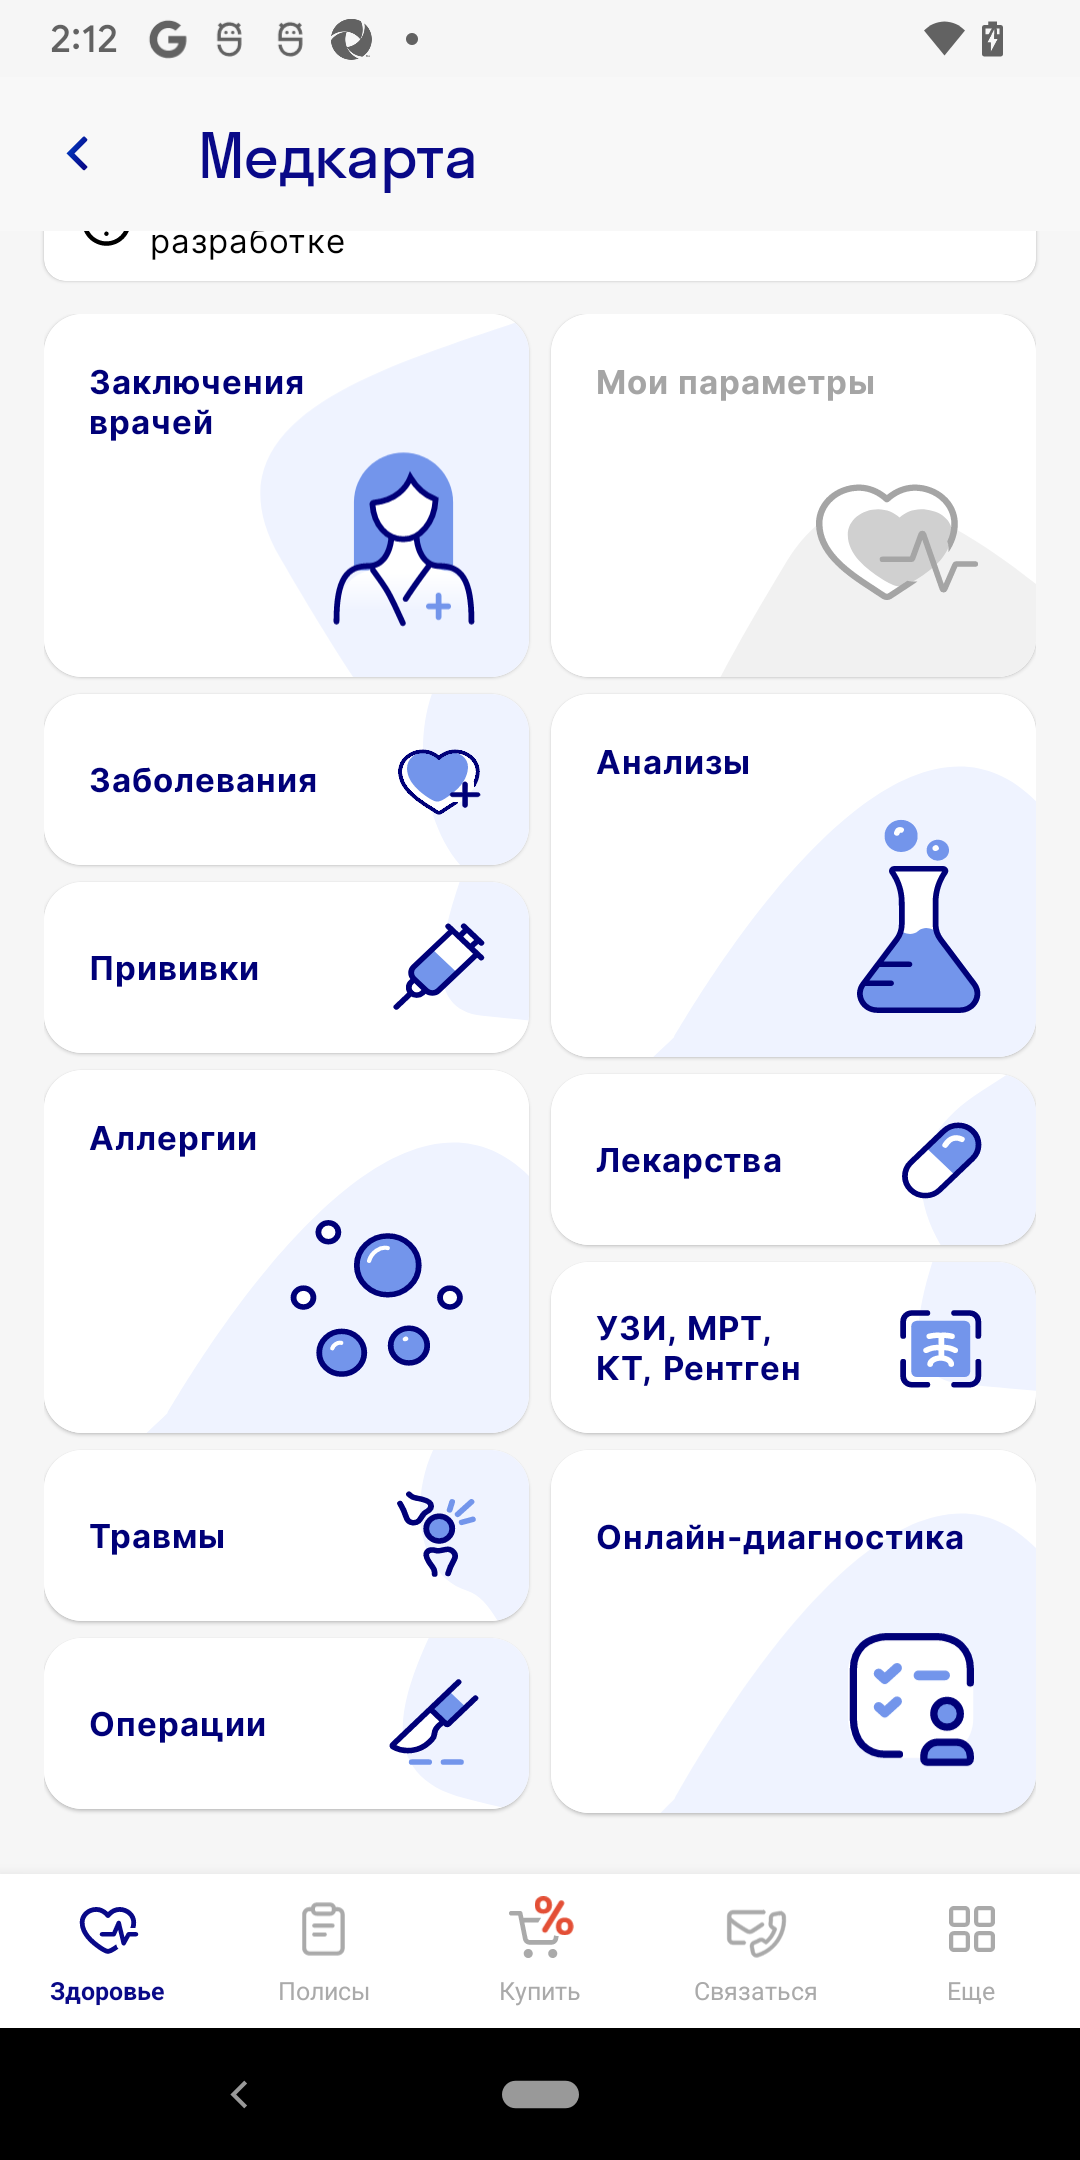 2:12
Медкарта
разработке
Заключения
врачей
Мои параметры
Заболевания
Анализы
Прививки
Аллергии
Лекарства
УЗИ, МРТ,
КТ, Рентген
Травмы
Онлайн-диагностика
Операции
Здоровье
Полисы
Купить
Связаться
Еще